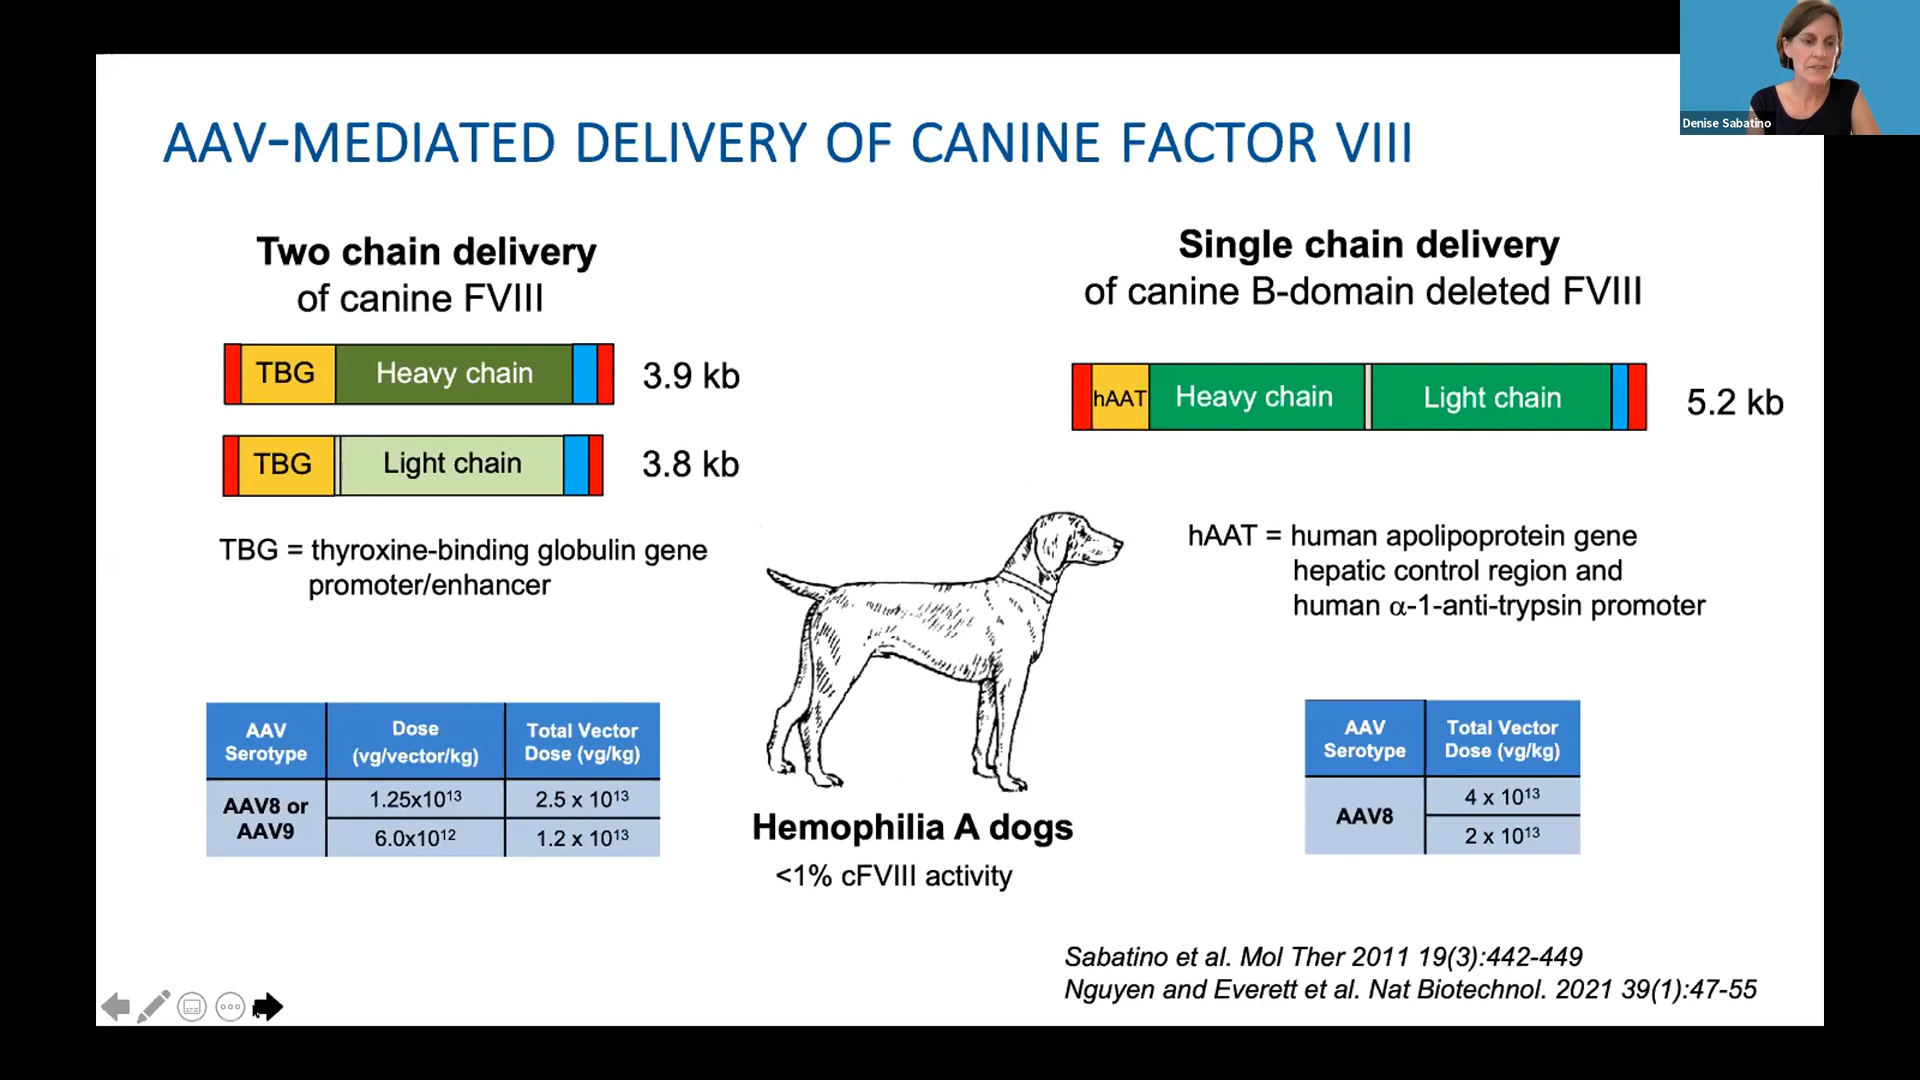 Denise Sabatino
AAV-MEDIATED DELIVERY OF CANINE FACTOR VIII
Two chain delivery
of canine FVIII
TBG Heavy chain 3.9 kb
TBG Light chain 3.8 kb
TBG = thyroxine-binding globulin gene
promoter/enhancer
AAV Serotype Dose (vg/vector/kg) Total Vector Dose (vg/kg)
AAV8 or AAV9 1.25x10¹³ 2.5 x 10¹³
6.0x10¹² 1.2 x 10¹³
Hemophilia A dogs
<1% cFVIII activity
Single chain delivery
of canine B-domain deleted FVIII
hAAT Heavy chain Light chain 5.2 kb
hAAT = human apolipoprotein gene
hepatic control region and
human α-1-anti-trypsin promoter
AAV Serotype Total Vector Dose (vg/kg)
AAV8 4 x 10¹³
2 x 10¹³
Sabatino et al. Mol Ther 2011 19(3):442-449
Nguyen and Everett et al. Nat Biotechnol. 2021 39(1):47-55